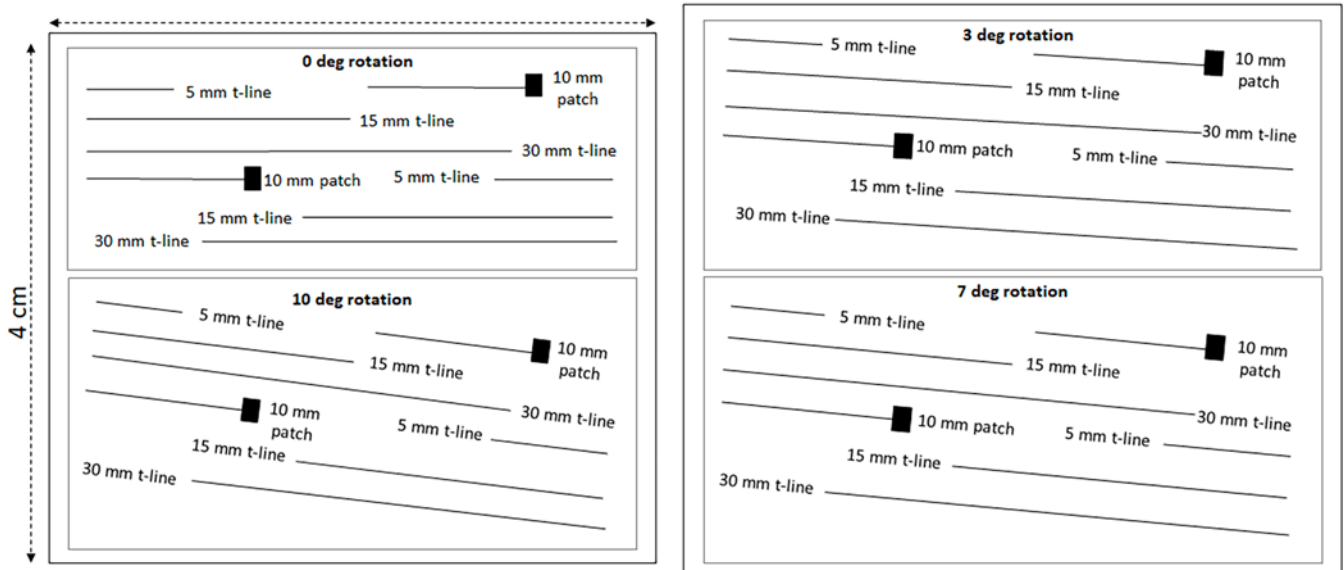 0 deg rotation
5 mm t-line
10 mm
patch
15 mm t-line
30 mm t-line
10 mm patch
5 mm t-line
15 mm t-line
30 mm t-line
4 cm
10 deg rotation
5 mm t-line
10 mm
patch
15 mm t-line
30 mm t-line
10 mm
patch
5 mm t-line
15 mm t-line
30 mm t-line
3 deg rotation
5 mm t-line
10 mm
patch
15 mm t-line
30 mm t-line
10 mm patch
5 mm t-line
15 mm t-line
30 mm t-line
7 deg rotation
5 mm t-line
10 mm
patch
15 mm t-line
30 mm t-line
10 mm patch
5 mm t-line
15 mm t-line
30 mm t-line